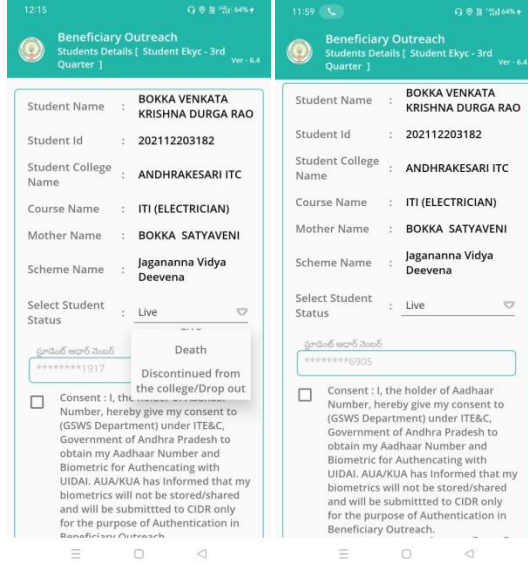 12:15
64%
Beneficiary Outreach
Students Details [ Student Ekyc - 3rd
Quarter ]
Ver - 6.4
Student Name : BOKKA VENKATA
KRISHNA DURGA RAO
Student Id : 202112203182
Student College
Name : ANDHRAKESARI ITC
Course Name : ITI (ELECTRICIAN)
Mother Name : BOKKA SATYAVENI
Scheme Name : Jagananna Vidya
Deevena
Select Student
Status : Live
Live
Death
Discontinued from
the college/Drop out
స్టూడెంట్ ఆధార్ నెంబర్
********1917
Consent : I, the holder of Aadhaar
Number, hereby give my consent to
(GSWS Department) under ITE&C,
Government of Andhra Pradesh to
obtain my Aadhaar Number and
Biometric for Authencating with
UIDAI. AUA/KUA has Informed that my
biometrics will not be stored/shared
and will be submittted to CIDR only
for the purpose of Authentication in
Beneficiary Outreach.
11:59
64%
Beneficiary Outreach
Students Details [ Student Ekyc - 3rd
Quarter ]
Ver - 6.4
Student Name : BOKKA VENKATA
KRISHNA DURGA RAO
Student Id : 202112203182
Student College
Name : ANDHRAKESARI ITC
Course Name : ITI (ELECTRICIAN)
Mother Name : BOKKA SATYAVENI
Scheme Name : Jagananna Vidya
Deevena
Select Student
Status : Live
స్టూడెంట్ ఆధార్ నెంబర్
********6905
Consent : I, the holder of Aadhaar
Number, hereby give my consent to
(GSWS Department) under ITE&C,
Government of Andhra Pradesh to
obtain my Aadhaar Number and
Biometric for Authencating with
UIDAI. AUA/KUA has Informed that my
biometrics will not be stored/shared
and will be submittted to CIDR only
for the purpose of Authentication in
Beneficiary Outreach.